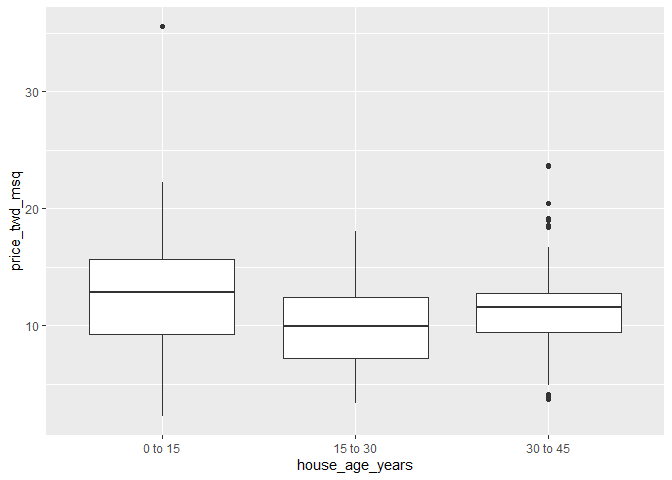 price_twd_msq
30
20
10
0 to 15
15 to 30
30 to 45
house_age_years